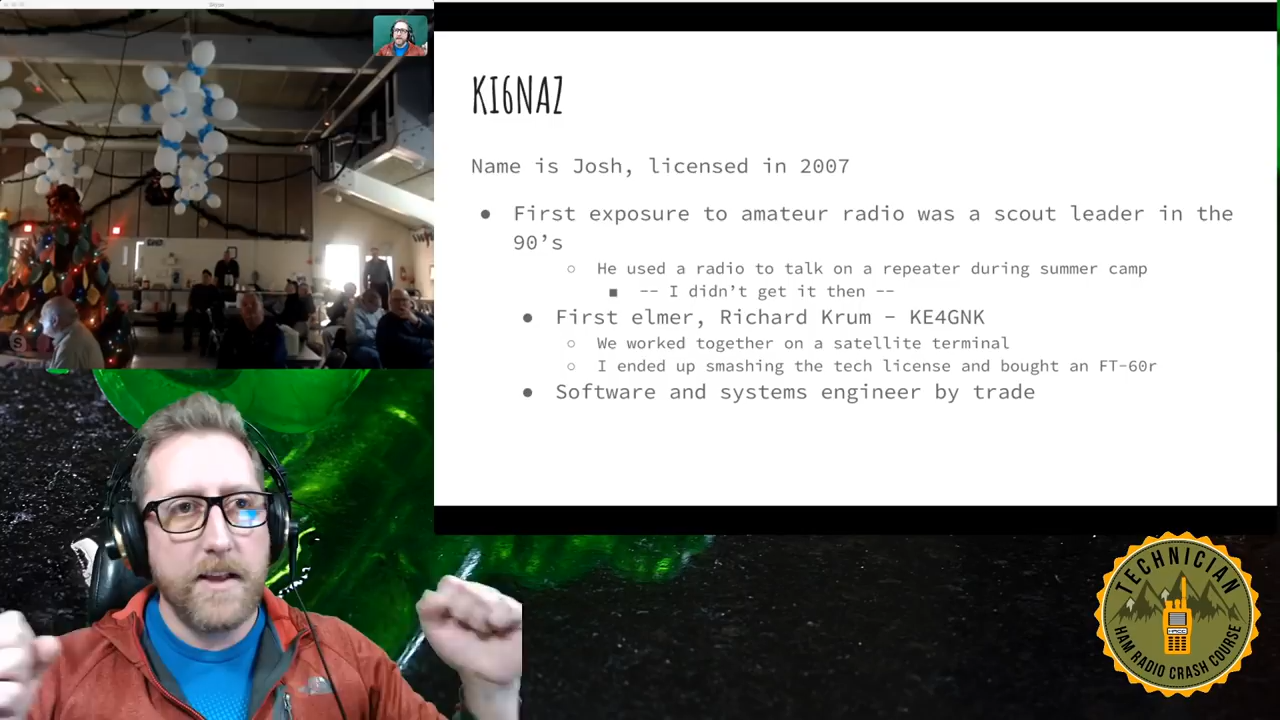 KI6NAZ
Name is Josh, licensed in 2007
● First exposure to amateur radio was a scout leader in the
90’s
○ He used a radio to talk on a repeater during summer camp
■ -- I didn’t get it then --
● First elmer, Richard Krum – KE4GNK
○ We worked together on a satellite terminal
○ I ended up smashing the tech license and bought an FT-60r
● Software and systems engineer by trade
TECHNICIAN
HRCC
HAM RADIO CRASH COURSE